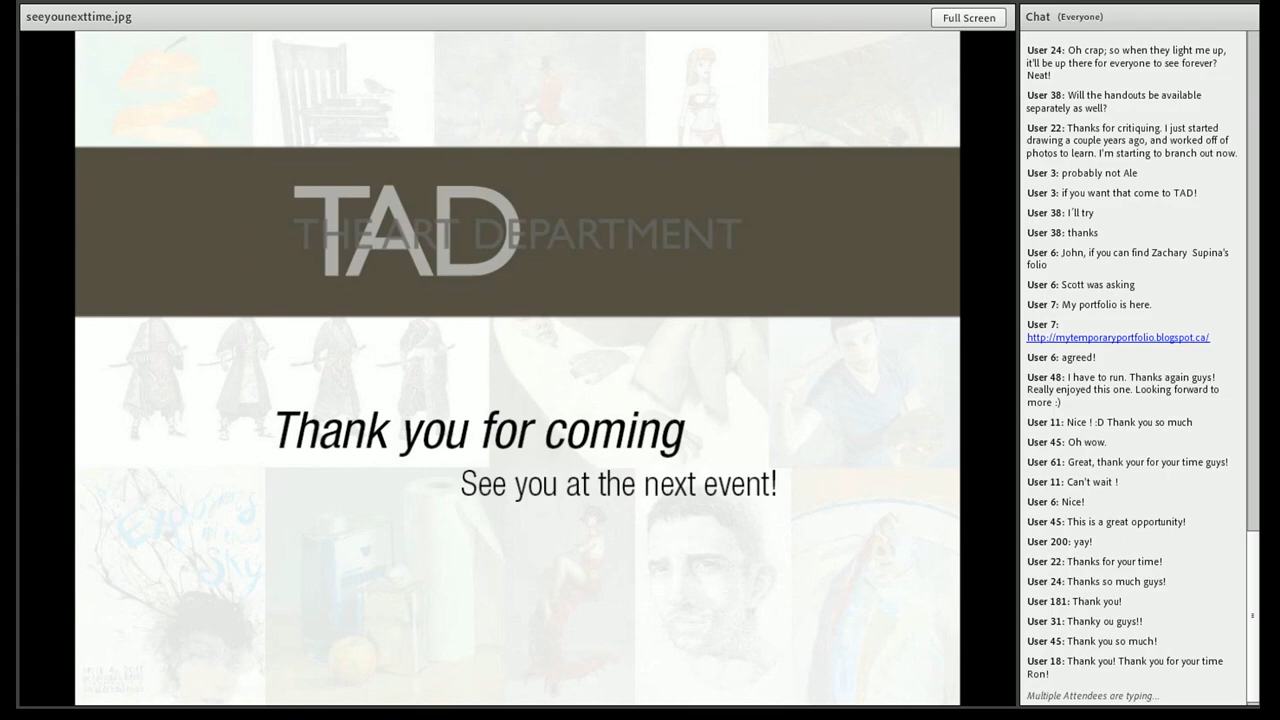 seeyounexttime.jpg
Full Screen
TAD
THE ART DEPARTMENT
Thank you for coming
See you at the next event!
Chat (Everyone)
User 24: Oh crap; so when they light me up,
it'll be up there for everyone to see forever?
Neat!
User 38: Will the handouts be available
separately as well?
User 22: Thanks for critiquing. I just started
drawing a couple years ago, and worked off of
photos to learn. I'm starting to branch out now.
User 3: probably not Ale
User 3: if you want that come to TAD!
User 38: I´ll try
User 38: thanks
User 6: John, if you can find Zachary Supina's
folio
User 6: Scott was asking
User 7: My portfolio is here.
User 7:
http://mytemporaryportfolio.blogspot.ca/
User 6: agreed!
User 48: I have to run. Thanks again guys!
Really enjoyed this one. Looking forward to
more :)
User 11: Nice ! :D Thank you so much
User 45: Oh wow.
User 61: Great, thank your for your time guys!
User 11: Can't wait !
User 6: Nice!
User 45: This is a great opportunity!
User 200: yay!
User 22: Thanks for your time!
User 24: Thanks so much guys!
User 181: Thank you!
User 31: Thanky ou guys!!
User 45: Thank you so much!
User 18: Thank you! Thank you for your time
Ron!
Multiple Attendees are typing...